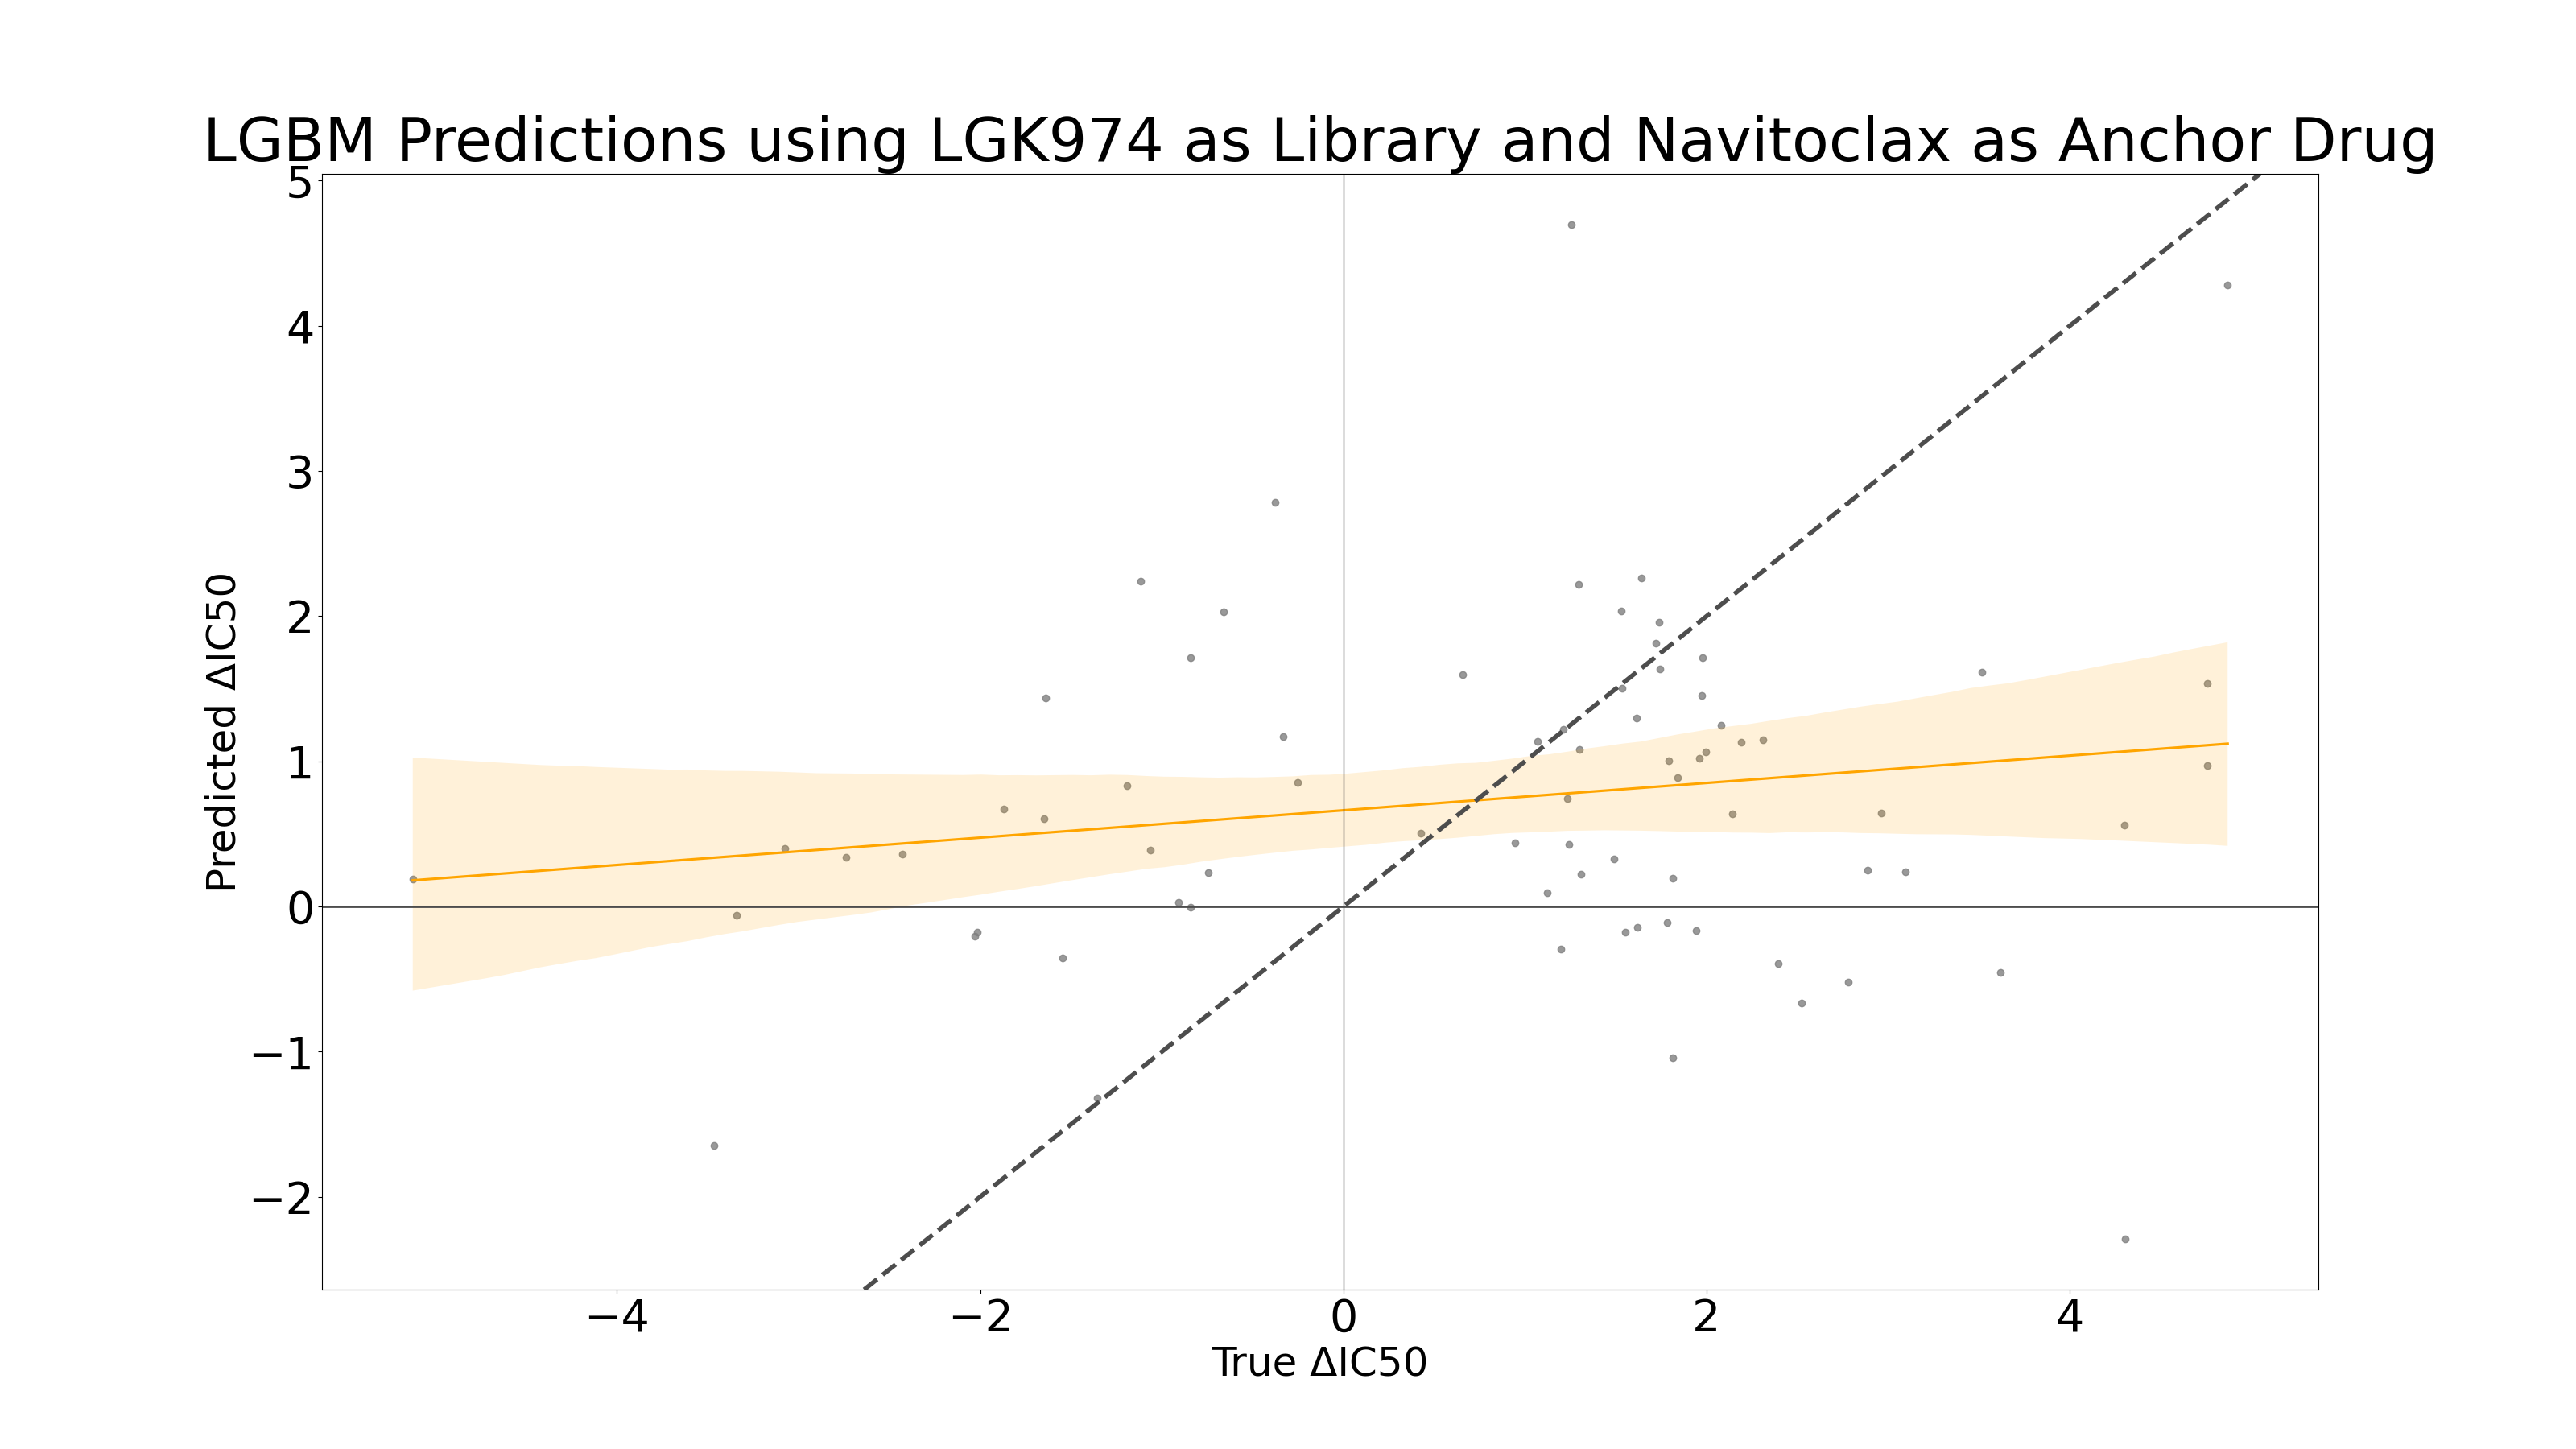 LGBM Predictions using LGK974 as Library and Navitoclax as Anchor Drug
5
4
3
2
1
0
−1
−2
Predicted ΔIC50
−4 −2 0 2 4
True ΔIC50